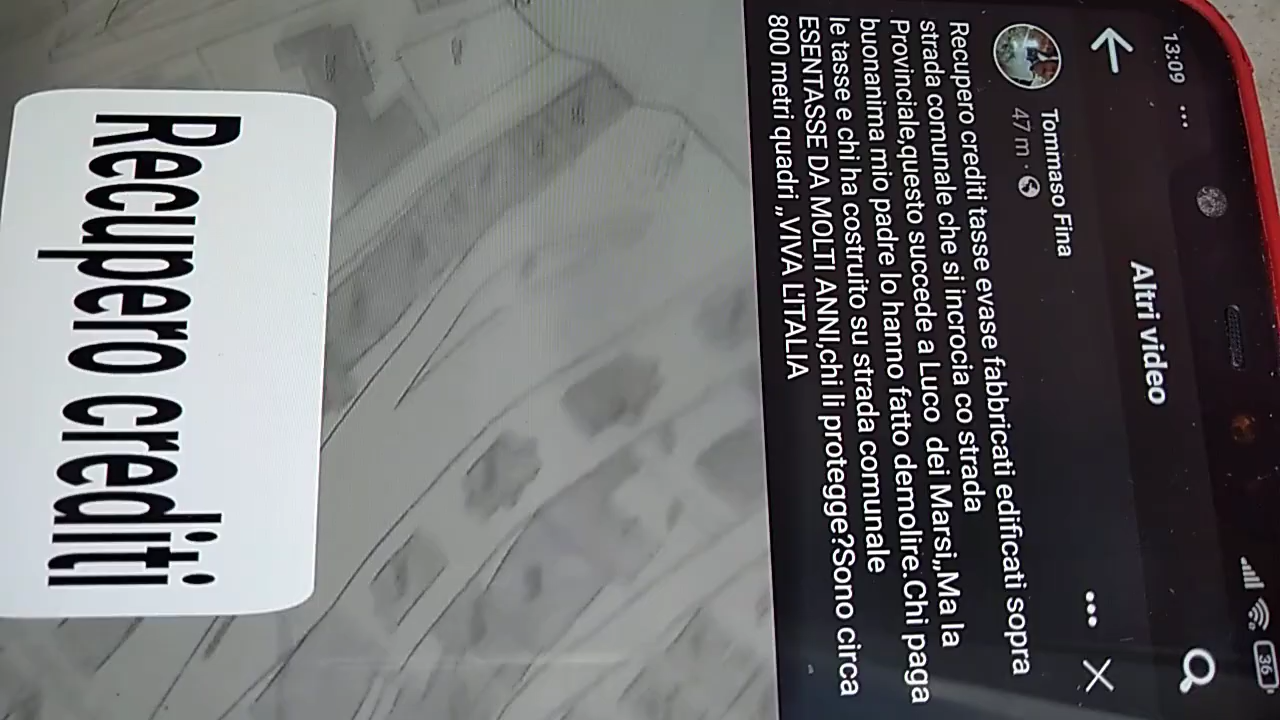 13:09 ...
36
Altri video
Tommaso Fina
47 m ·
Recupero crediti tasse evase fabbricati edificati sopra
strada comunale che si incrocia co strada
Provinciale,questo succede a Luco dei Marsi,,Ma la
buonanima mio padre lo hanno fatto demolire.Chi paga
le tasse e chi ha costruito su strada comunale
ESENTASSE DA MOLTI ANNI,chi li protegge?Sono circa
800 metri quadri ,,VIVA L'ITALIA
Recupero crediti